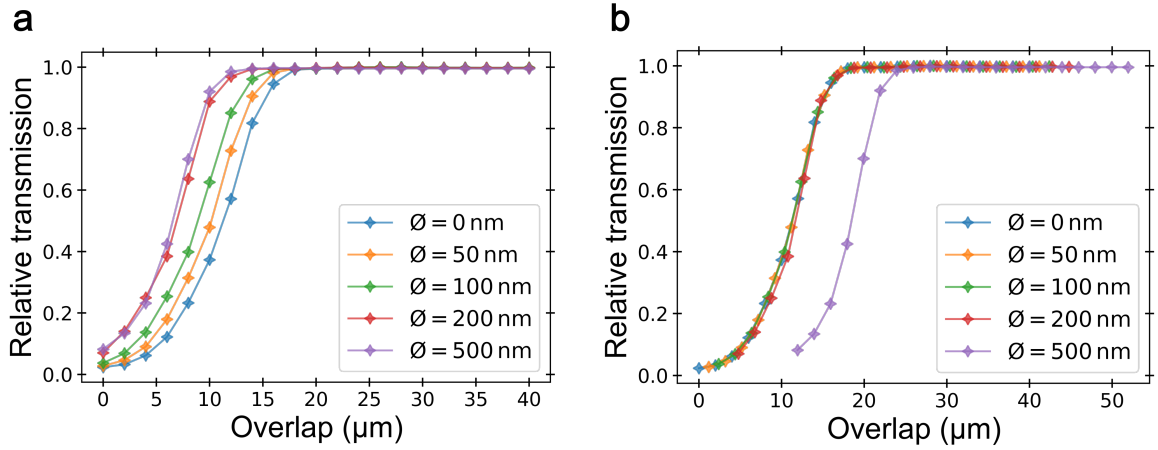 a
Relative transmission
1.0
0.8
0.6
0.4
0.2
0.0
0 5 10 15 20 25 30 35 40
Overlap (μm)
Ø = 0 nm
Ø = 50 nm
Ø = 100 nm
Ø = 200 nm
Ø = 500 nm
b
Relative transmission
1.0
0.8
0.6
0.4
0.2
0.0
0 10 20 30 40 50
Overlap (μm)
Ø = 0 nm
Ø = 50 nm
Ø = 100 nm
Ø = 200 nm
Ø = 500 nm